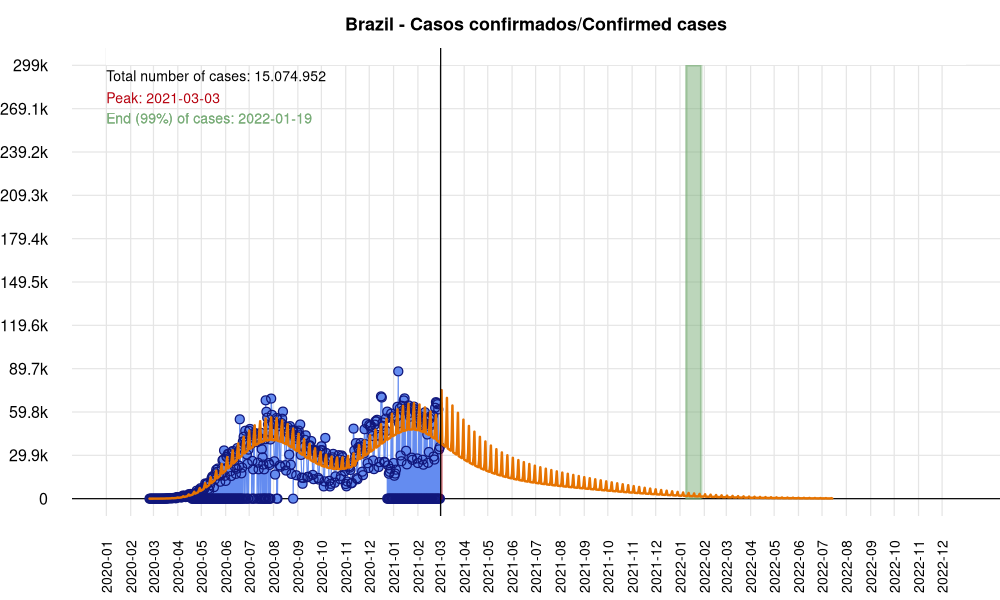 Brazil - Casos confirmados/Confirmed cases
Total number of cases: 15.074.952
Peak: 2021-03-03
End (99%) of cases: 2022-01-19
299k
269.1k
239.2k
209.3k
179.4k
149.5k
119.6k
89.7k
59.8k
29.9k
0
2020-01
2020-02
2020-03
2020-04
2020-05
2020-06
2020-07
2020-08
2020-09
2020-10
2020-11
2020-12
2021-01
2021-02
2021-03
2021-04
2021-05
2021-06
2021-07
2021-08
2021-09
2021-10
2021-11
2021-12
2022-01
2022-02
2022-03
2022-04
2022-05
2022-06
2022-07
2022-08
2022-09
2022-10
2022-11
2022-12